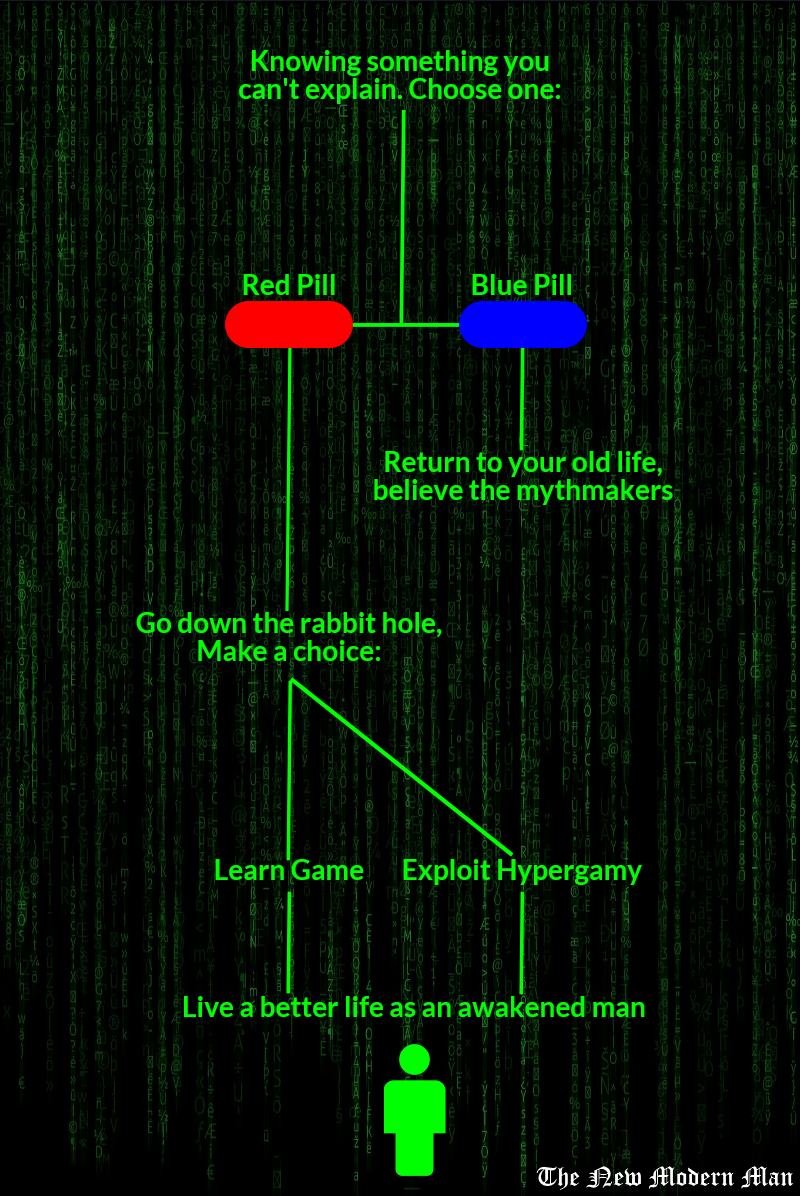 Knowing something you
can't explain. Choose one:
Red Pill
Blue Pill
Return to your old life,
believe the mythmakers
Go down the rabbit hole,
Make a choice:
Learn Game
Exploit Hypergamy
Live a better life as an awakened man
The New Modern Man